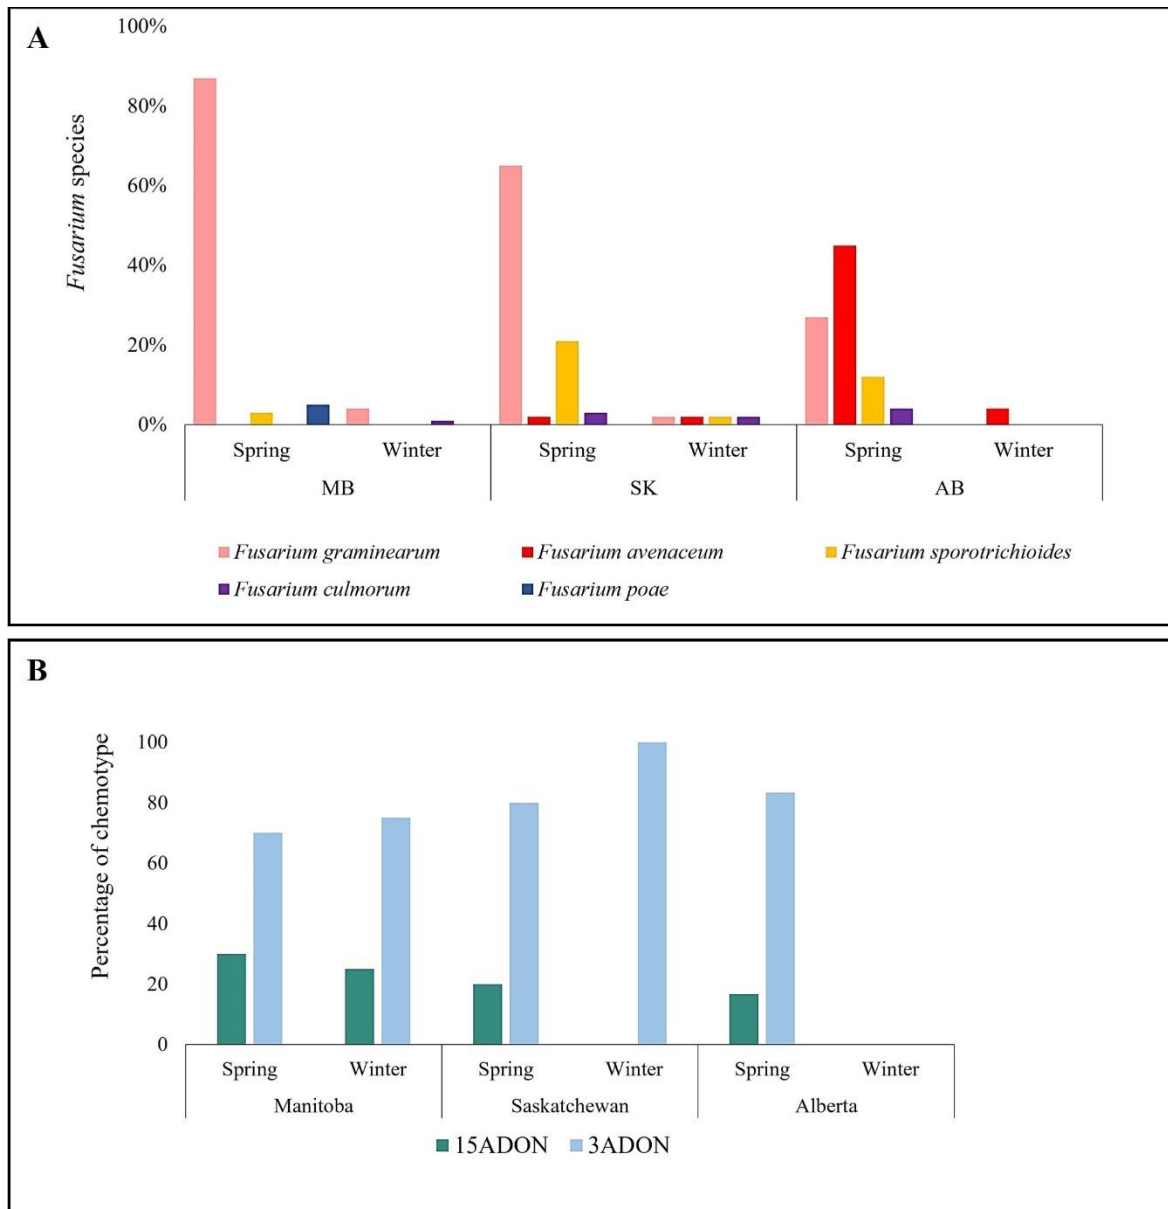 A
100%
80%
60%
40%
20%
0%
Fusarium species
Spring Winter Spring Winter Spring Winter
MB SK AB
Fusarium graminearum Fusarium avenaceum Fusarium sporotrichioides
Fusarium culmorum Fusarium poae
B
100
80
60
40
20
0
Percentage of chemotype
Spring Winter Spring Winter Spring Winter
Manitoba Saskatchewan Alberta
15ADON 3ADON